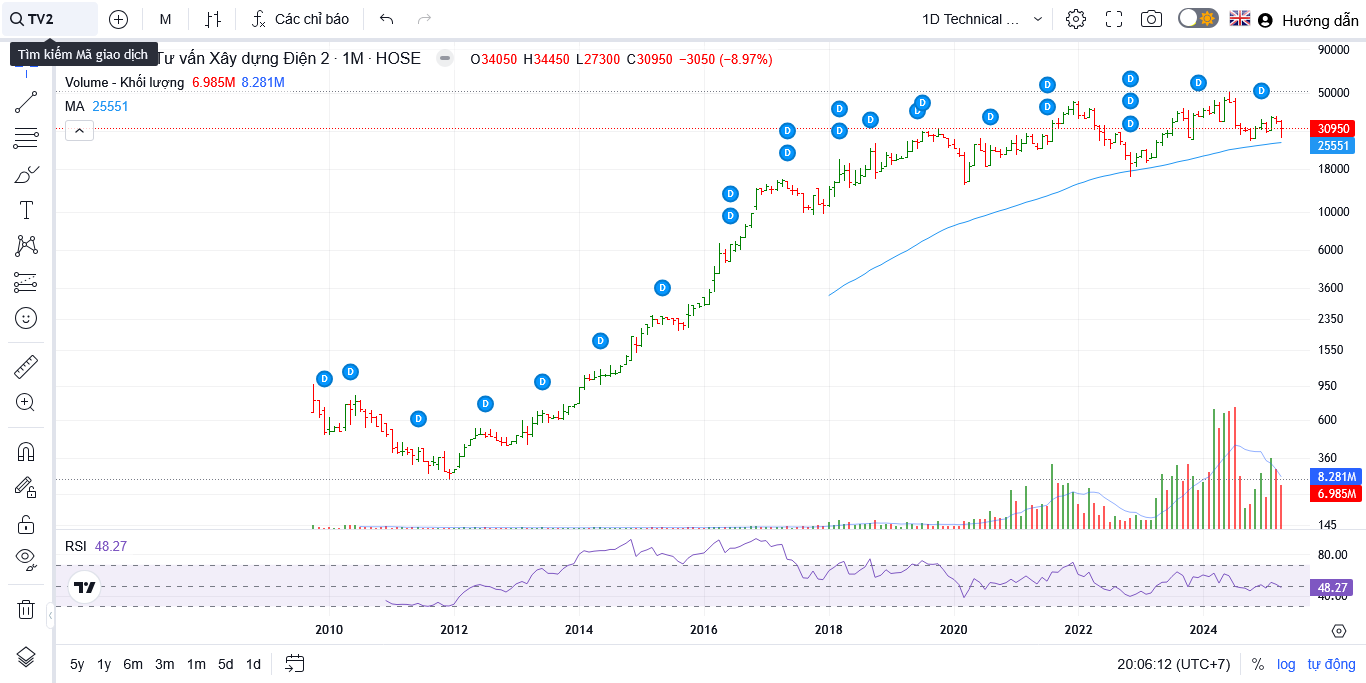 TV2
M
Các chỉ báo
1D Technical ...
Hướng dẫn
Tìm kiếm Mã giao dịch
Tư vấn Xây dựng Điện 2 · 1M · HOSE
O34050 H34450 L27300 C30950 −3050 (−8.97%)
Volume - Khối lượng 6.985M 8.281M
MA 25551
D D D D D D D D D D D D D D D D D D D D D D D D
90000
50000
30950
25551
18000
10000
6000
3600
2350
1550
950
600
360
8.281M
6.985M
145
RSI 48.27
80.00
48.27
40.00
2010 2012 2014 2016 2018 2020 2022 2024
5y 1y 6m 3m 1m 5d 1d
20:06:12 (UTC+7) % log tự động